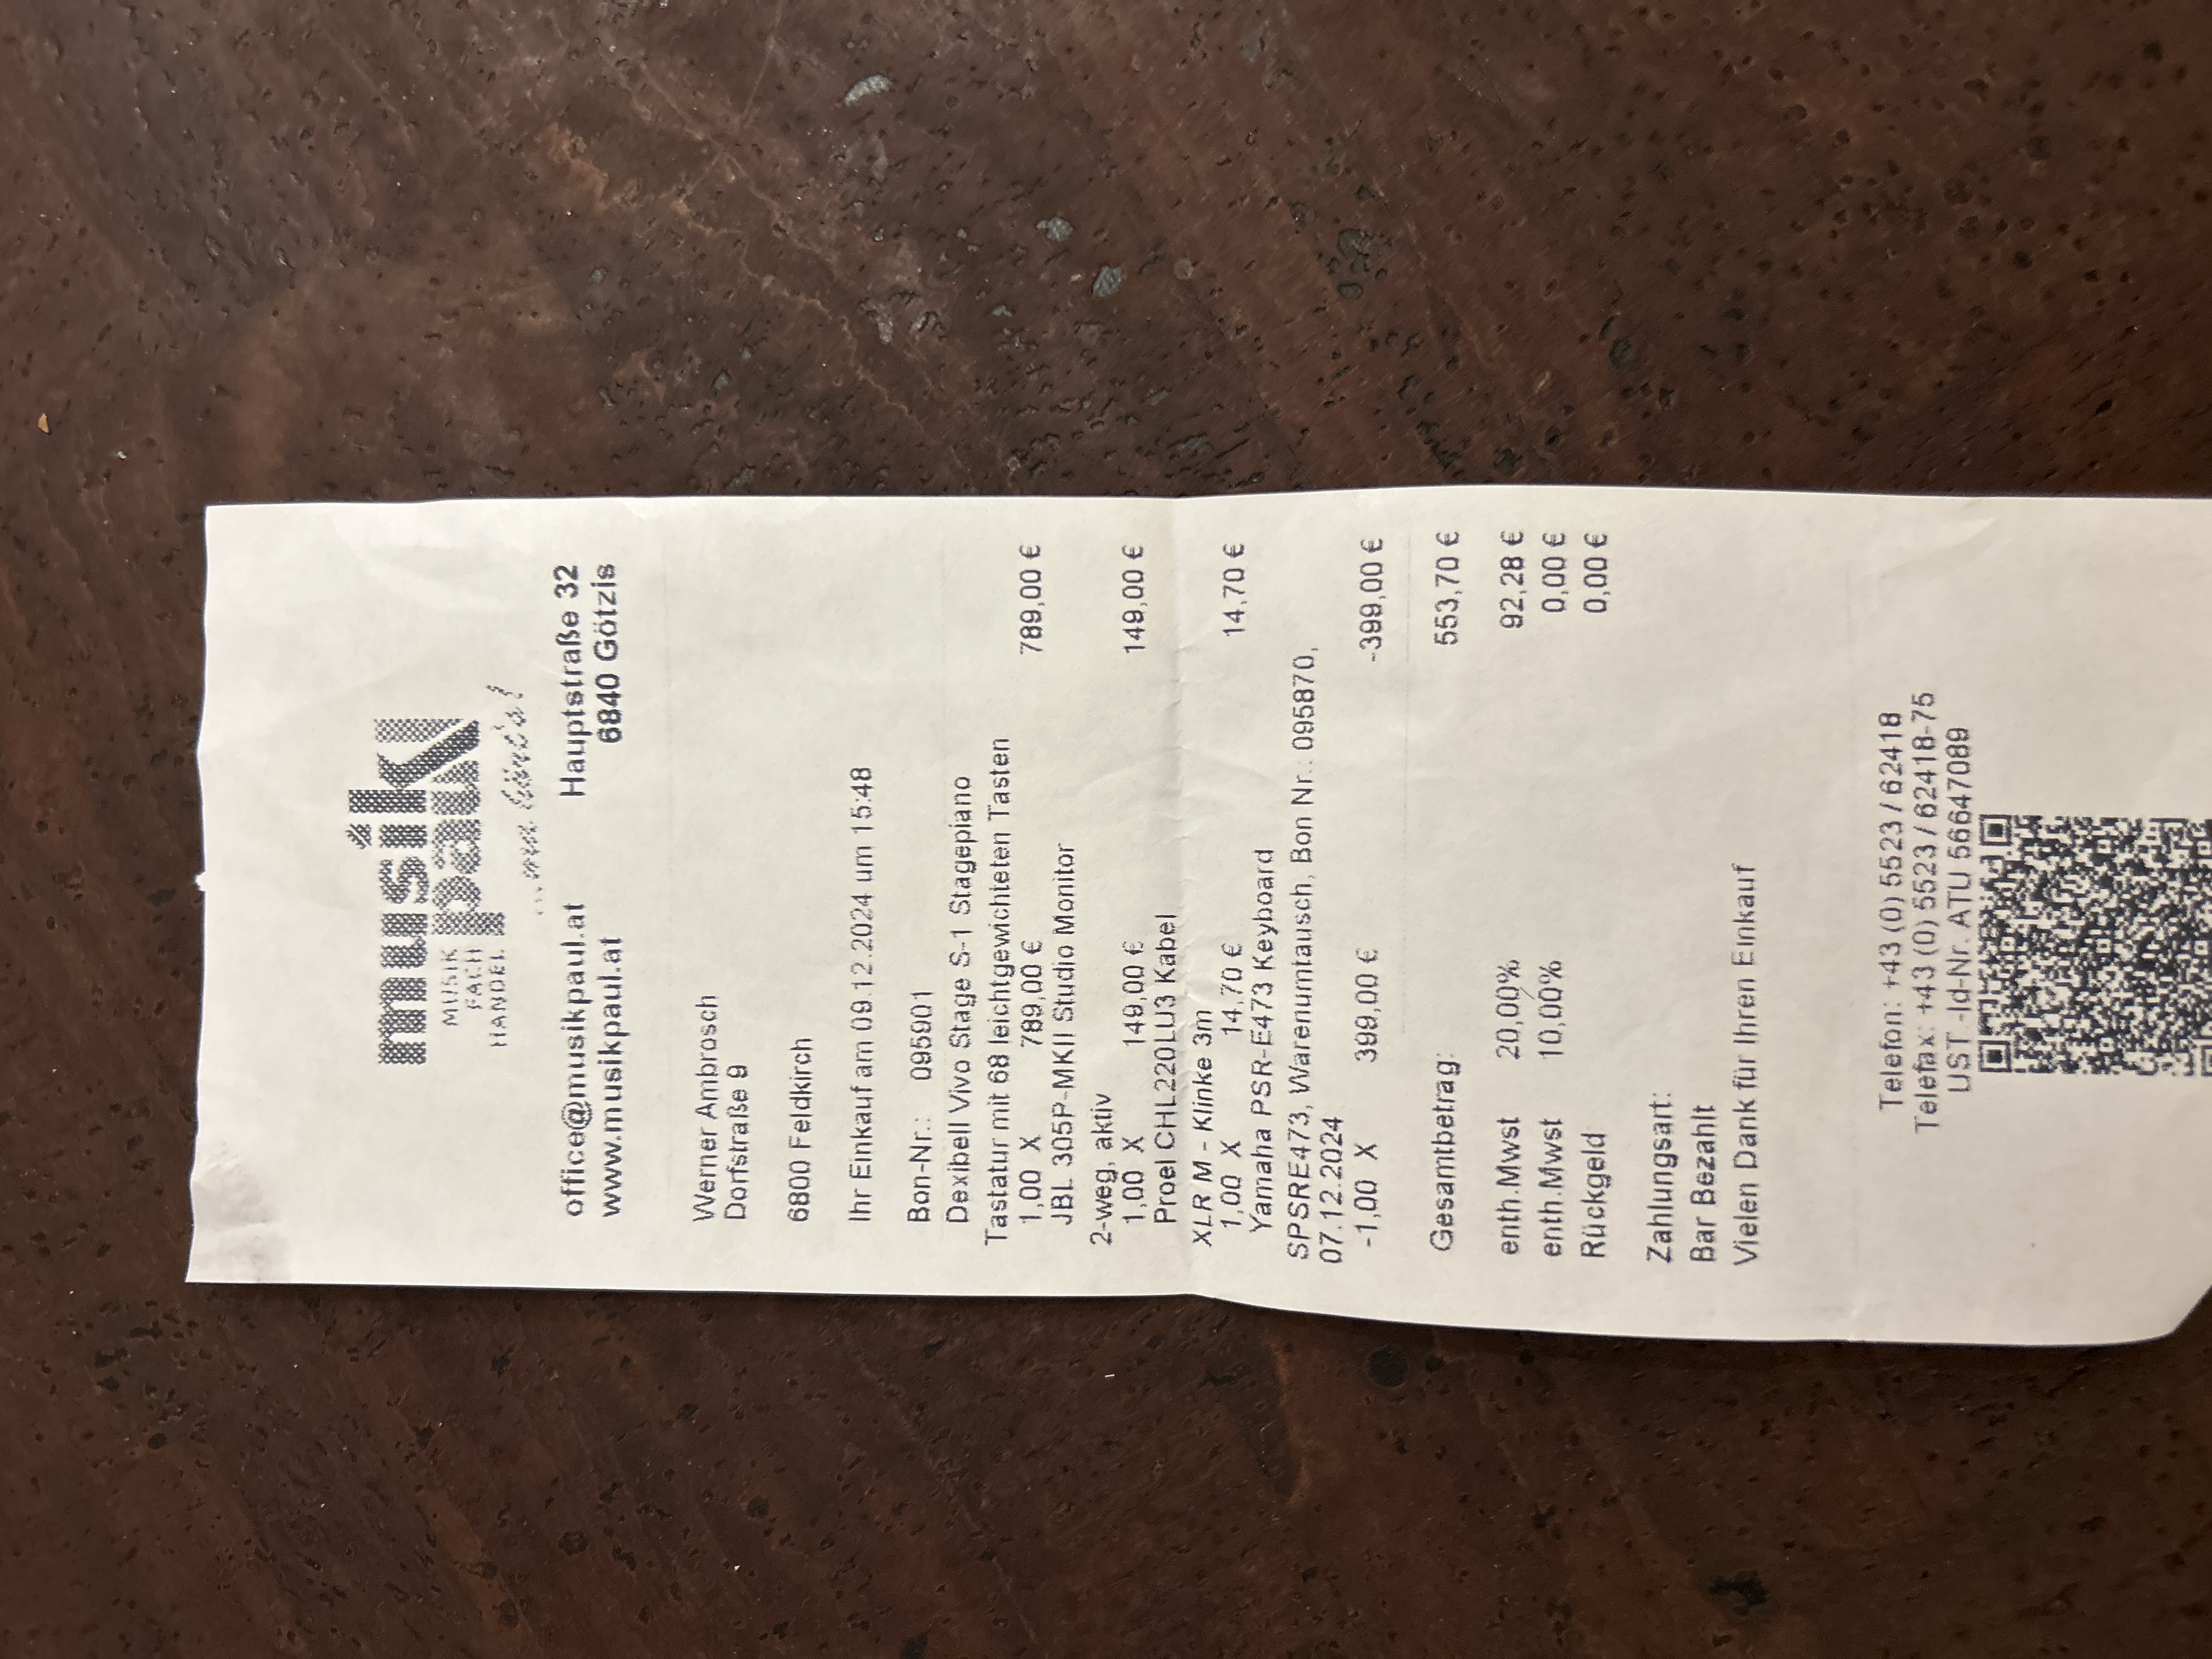 musik
paul
MUSIK
FACH
HANDEL
...nur
office@musikpaul.at Hauptstraße 32
www.musikpaul.at 6840 Götzis
Werner Ambrosch
Dorfstraße 9
6800 Feldkirch
Ihr Einkauf am 09.12.2024 um 15:48
Bon-Nr.: 095901
Dexibell Vivo Stage S-1 Stagepiano
Tastatur mit 68 leichtgewichteten Tasten
1,00 X 789,00 € 789,00 €
JBL 305P-MKII Studio Monitor
2-weg, aktiv
1,00 X 149,00 € 149,00 €
Proel CHL220LU3 Kabel
XLR M - Klinke 3m
1,00 X 14,70 € 14,70 €
Yamaha PSR-E473 Keyboard
SPSRE473, Warenumtausch, Bon Nr.: 095870,
07.12.2024
-1,00 X 399,00 € -399,00 €
Gesamtbetrag: 553,70 €
enth.Mwst 20,00% 92,28 €
enth.Mwst 10,00% 0,00 €
Rückgeld 0,00 €
Zahlungsart:
Bar Bezahlt
Vielen Dank für Ihren Einkauf
Telefon: +43 (0) 5523 / 62418
Telefax: +43 (0) 5523 / 62418-75
UST.-Id-Nr. ATU 56647089